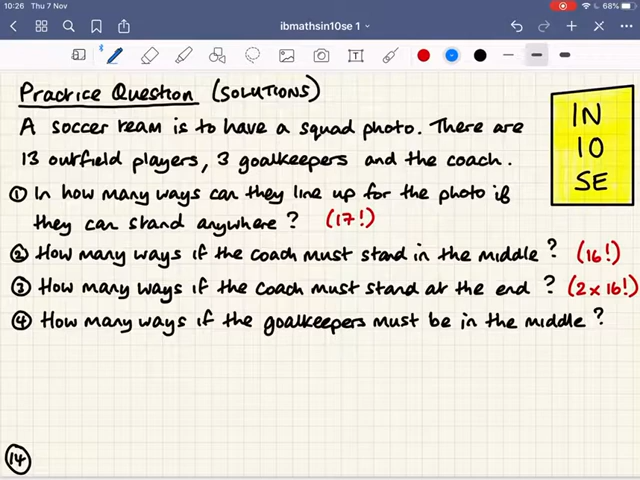 10:26 Thu 7 Nov
68%
ibmathsin10se 1
Practice Question (SOLUTIONS)
A soccer team is to have a squad photo. There are
13 outfield players, 3 goalkeepers and the coach.
① In how many ways can they line up for the photo if
they can stand anywhere? (17!)
② How many ways if the coach must stand in the middle? (16!)
③ How many ways if the coach must stand at the end? (2 x 16!)
④ How many ways if the goalkeepers must be in the middle?
IN
10
SE
14